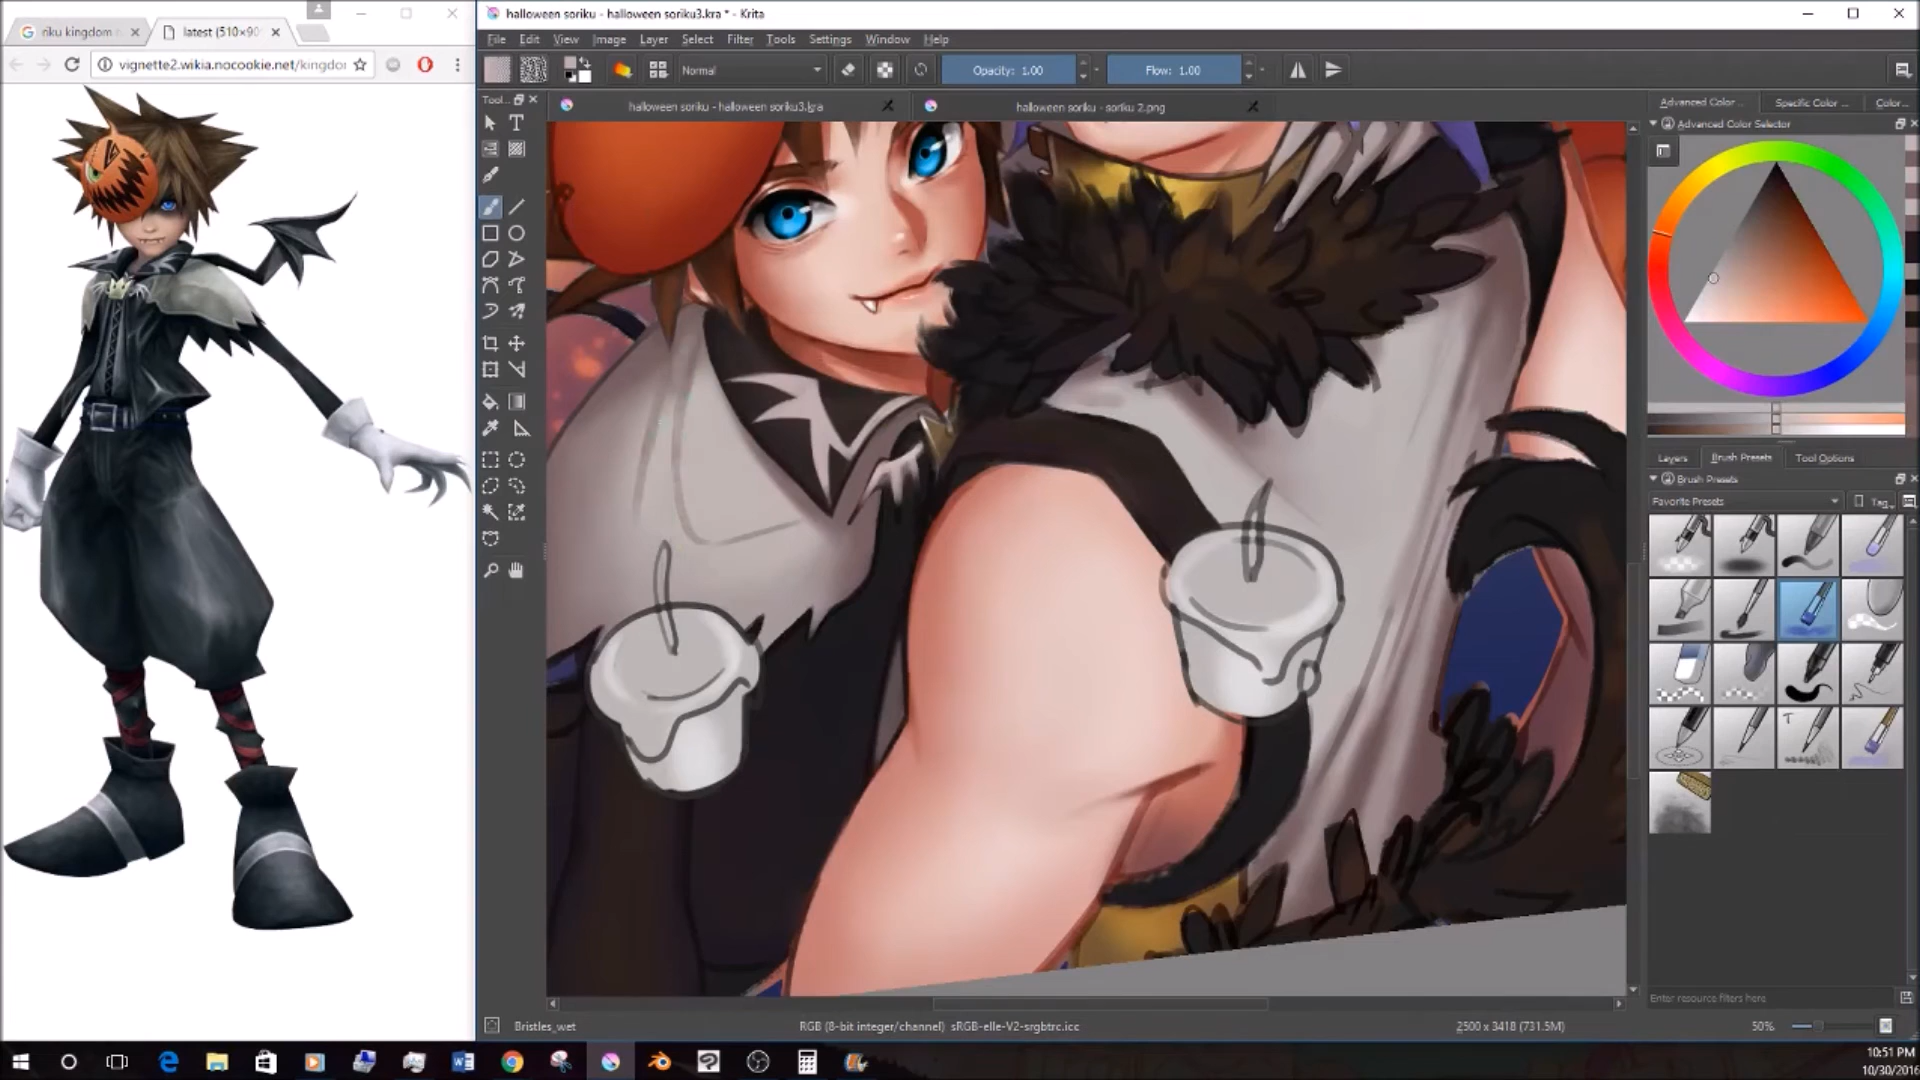 riku kingdom
latest (510×90
vignette2.wikia.nocookie.net/kingdo
halloween soriku - halloween soriku3.kra * - Krita
File Edit View Image Layer Select Filter Tools Settings Window Help
Normal
Opacity: 1.00
Flow: 1.00
Tool...
halloween soriku - halloween soriku3.kra
halloween soriku - soriku 2.png
Advanced Color...
Specific Color ...
Color...
Advanced Color Selector
Layers
Brush Presets
Tool Options
Brush Presets
Favorite Presets
Tag
Enter resource filters here
Bristles_wet
RGB (8-bit integer/channel) sRGB-elle-V2-srgbtrc.icc
2500 x 3418 (731.5M)
50%
10:51 PM
10/30/2016